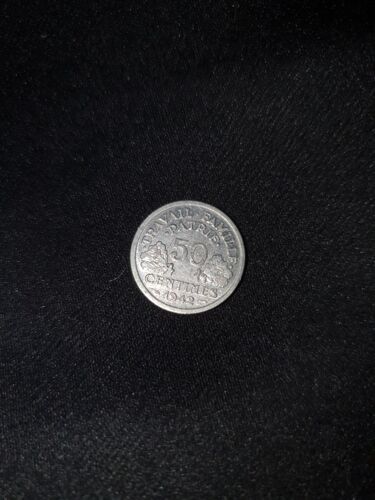 TRAVAIL · FAMILLE
· PATRIE ·
50
CENTIMES
1942